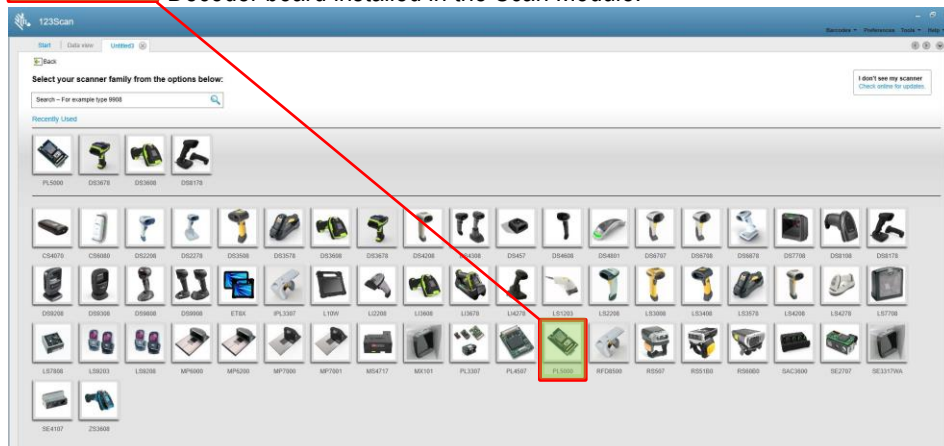 Decoder board installed in the Scan Module.
123Scan
Barcodes Preferences Tools Help
Start Data view Untitled3
Back
Select your scanner family from the options below:
I don't see my scanner
Check online for updates.
Search – For example type 9908
Recently Used
PL5000 DS3678 DS3608 DS8178
CS4070 CS6080 DS2208 DS2278 DS3508 DS3578 DS3608 DS3678 DS4208 DS4308 DS457 DS4608 DS4801 DS6707 DS6708 DS6878 DS7708 DS8108 DS8178
DS9208 DS9308 DS9808 DS9908 ET8X IPL3307 L10W LI2208 LI3608 LI3678 LI4278 LS1203 LS2208 LS3008 LS3408 LS3578 LS4208 LS4278 LS7708
LS7808 LS9203 LS9208 MP6000 MP6200 MP7000 MP7001 MS4717 MX101 PL3307 PL4507 PL5000 RFD8500 RS507 RS5100 RS6000 SAC3600 SE2707 SE3317WA
SE4107 ZS3608